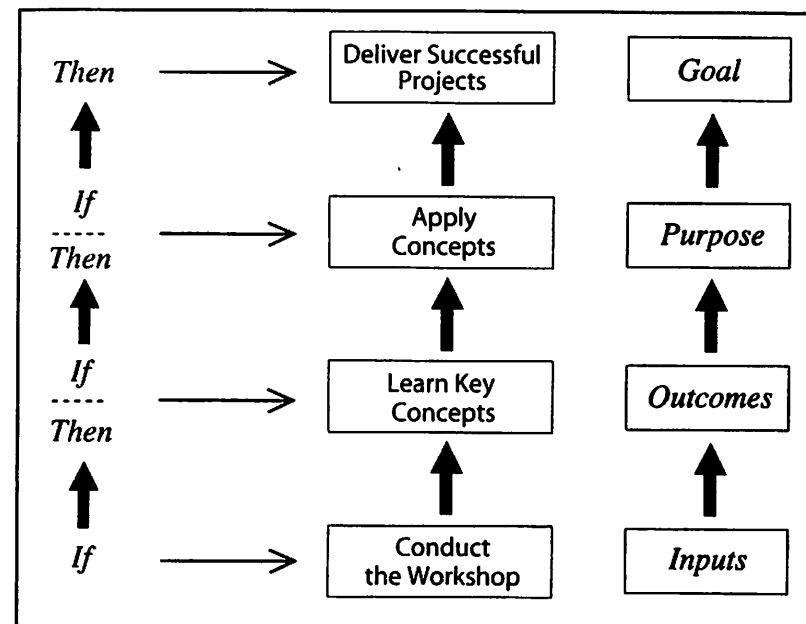 Then
Deliver Successful
Projects
Goal
If
Then
Apply
Concepts
Purpose
If
Then
Learn Key
Concepts
Outcomes
If
Conduct
the Workshop
Inputs